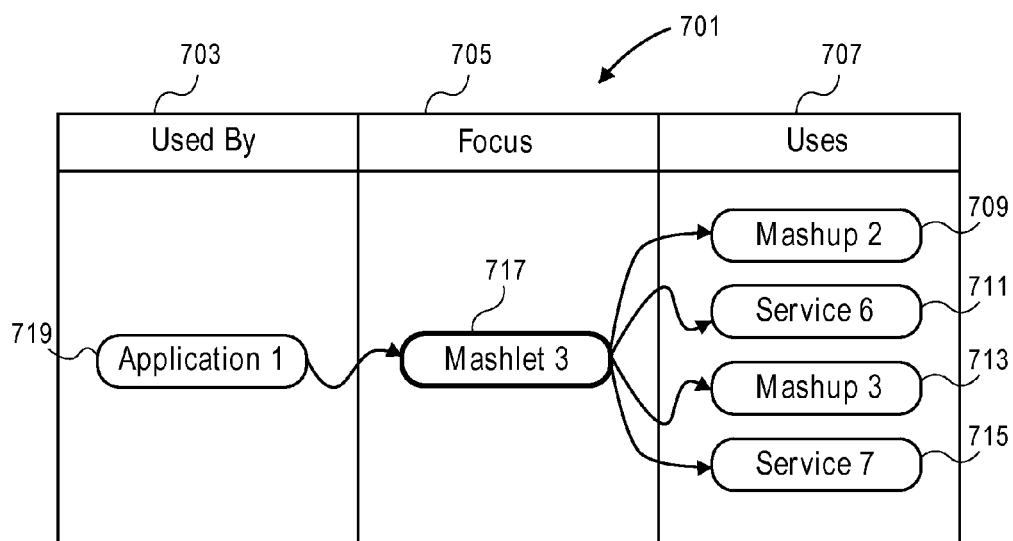 701
703
705
707
Used By
Focus
Uses
709
Mashup 2
717
711
Service 6
719
Application 1
Mashlet 3
713
Mashup 3
715
Service 7